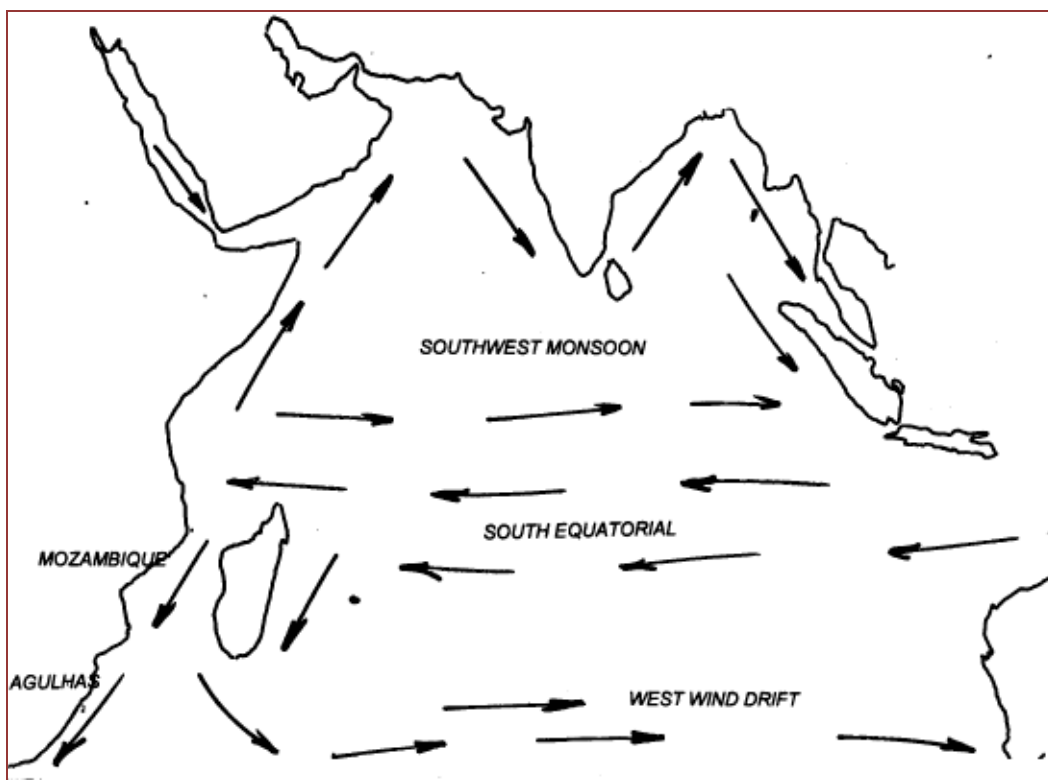 SOUTHWEST MONSOON
SOUTH EQUATORIAL
MOZAMBIQUE
AGULHAS
WEST WIND DRIFT